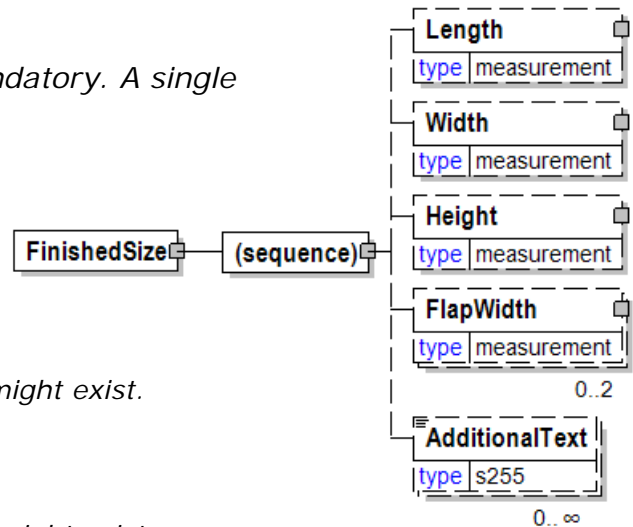 Length
type measurement
ndatory. A single
Width
type measurement
Height
type measurement
FinishedSize (sequence)
FlapWidth
type measurement
0..2
might exist.
AdditionalText
type s255
0..∞